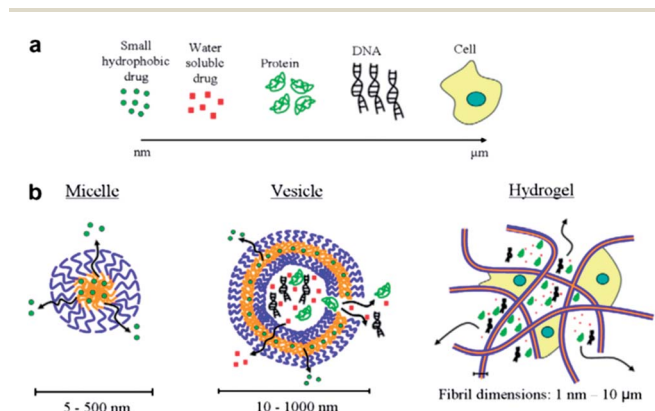 a
Small
hydrophobic
drug
Water
soluble
drug
Protein
DNA
Cell
nm
μm
b
Micelle
Vesicle
Hydrogel
5 - 500 nm
10 - 1000 nm
Fibril dimensions: 1 nm – 10 μm